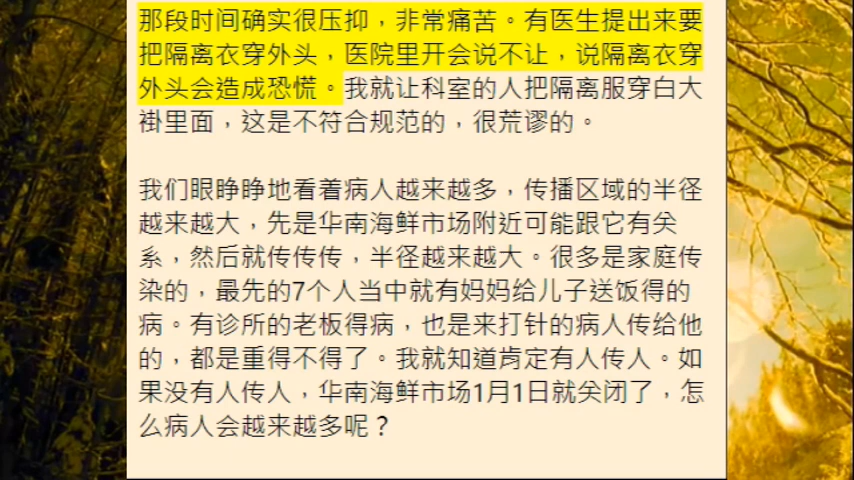 那段时间确实很压抑，非常痛苦。有医生提出来要
把隔离衣穿外头，医院里开会说不让，说隔离衣穿
外头会造成恐慌。我就让科室的人把隔离服穿白大
褂里面，这是不符合规范的，很荒谬的。
我们眼睁睁地看着病人越来越多，传播区域的半径
越来越大，先是华南海鲜市场附近可能跟它有关
系，然后就传传传，半径越来越大。很多是家庭传
染的，最先的7个人当中就有妈妈给儿子送饭得的
病。有诊所的老板得病，也是来打针的病人传给他
的，都是重得不得了。我就知道肯定有人传人。如
果没有人传人，华南海鲜市场1月1日就关闭了，怎
么病人会越来越多呢？